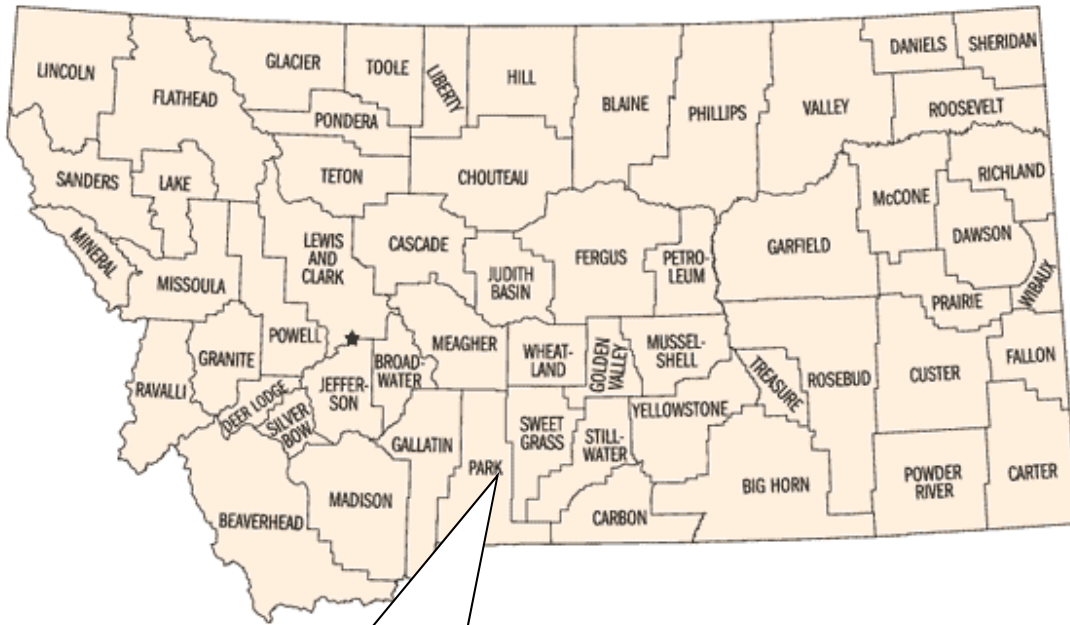 LINCOLN
FLATHEAD
GLACIER
TOOLE
LIBERTY
HILL
BLAINE
PHILLIPS
VALLEY
DANIELS
SHERIDAN
ROOSEVELT
PONDERA
TETON
CHOUTEAU
SANDERS
LAKE
MINERAL
MISSOULA
LEWIS
AND
CLARK
CASCADE
JUDITH
BASIN
FERGUS
PETRO-
LEUM
GARFIELD
McCONE
RICHLAND
DAWSON
WIBAUX
PRAIRIE
POWELL
GRANITE
RAVALLI
DEER LODGE
SILVER
BOW
JEFFER-
SON
BROAD-
WATER
MEAGHER
WHEAT-
LAND
GOLDEN
VALLEY
MUSSEL-
SHELL
TREASURE
ROSEBUD
CUSTER
FALLON
GALLATIN
PARK
SWEET
GRASS
STILL-
WATER
YELLOWSTONE
BIG HORN
POWDER
RIVER
CARTER
MADISON
BEAVERHEAD
CARBON